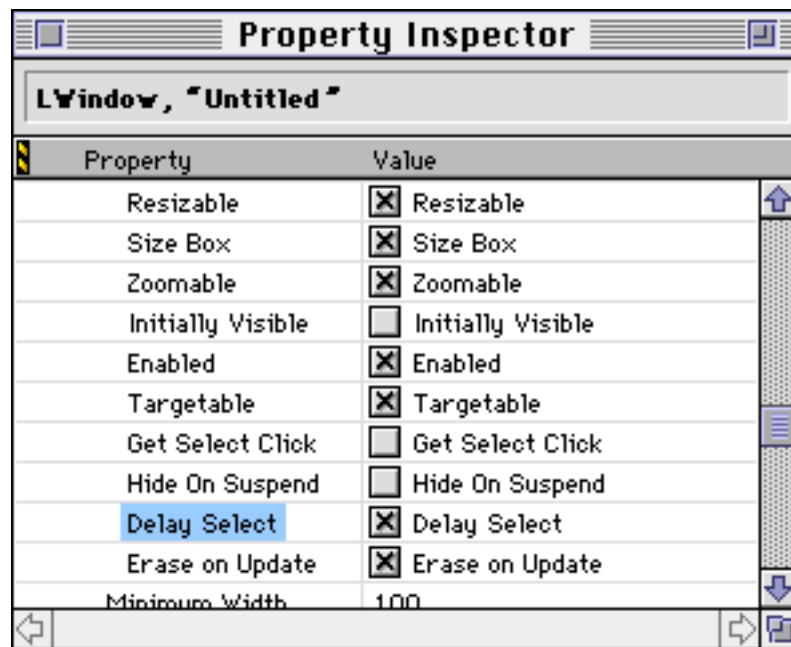 Property Inspector
LWindow, “Untitled”
Property Value
Resizable Resizable
Size Box Size Box
Zoomable Zoomable
Initially Visible Initially Visible
Enabled Enabled
Targetable Targetable
Get Select Click Get Select Click
Hide On Suspend Hide On Suspend
Delay Select Delay Select
Erase on Update Erase on Update
Minimum Width 100